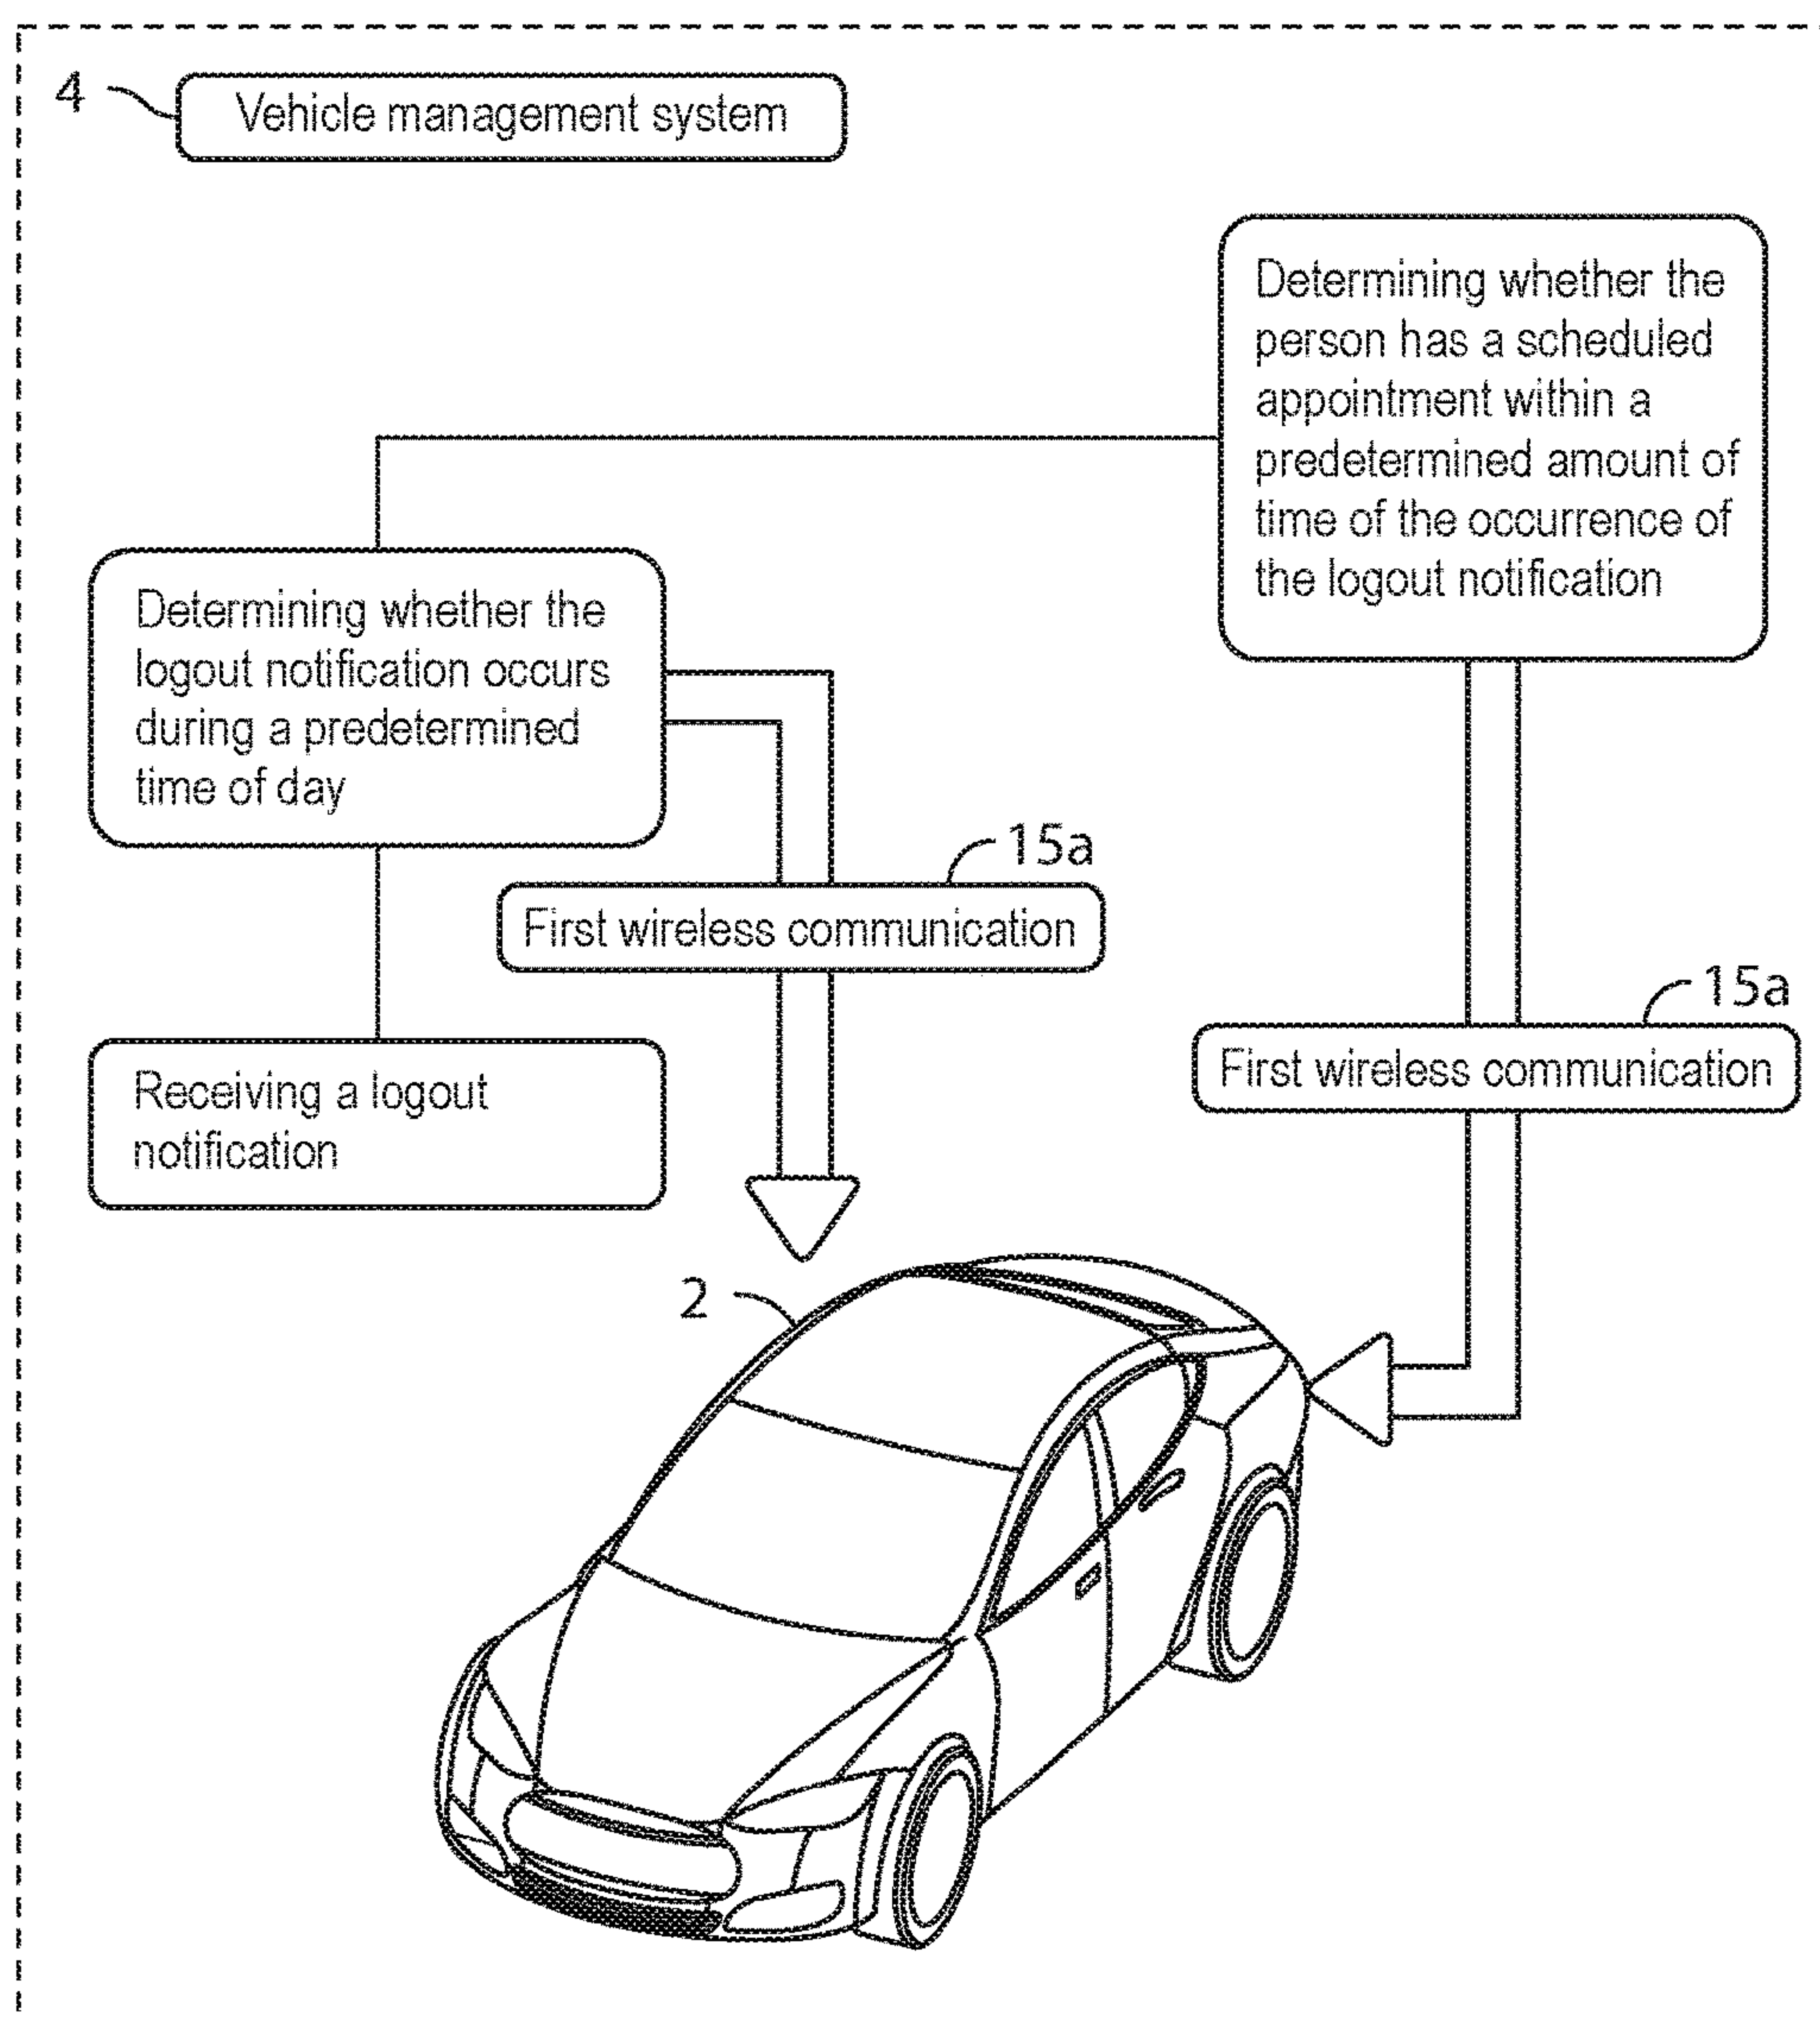 4
Vehicle management system
Determining whether the
person has a scheduled
appointment within a
predetermined amount of
time of the occurrence of
the logout notification
Determining whether the
logout notification occurs
during a predetermined
time of day
15a
First wireless communication
15a
First wireless communication
Receiving a logout
notification
2